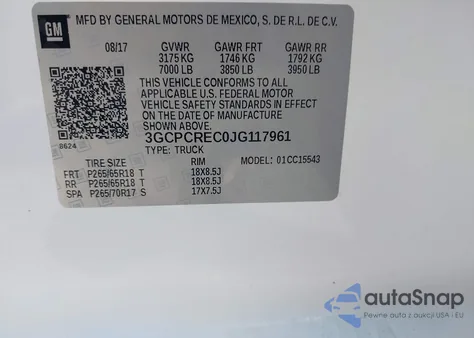 GM
MFD BY GENERAL MOTORS DE MEXICO, S. DE R.L. DE C.V.
08/17 GVWR GAWR FRT GAWR RR
3175 KG 1746 KG 1792 KG
7000 LB 3850 LB 3950 LB
THIS VEHICLE CONFORMS TO ALL
APPLICABLE U.S. FEDERAL MOTOR
VEHICLE SAFETY STANDARDS IN EFFECT
ON THE DATE OF MANUFACTURE
SHOWN ABOVE.
8624
3GCPCREC0JG117961
TYPE: TRUCK
TIRE SIZE RIM MODEL: 01CC15543
FRT P265/65R18 T 18X8.5J
RR P265/65R18 T 18X8.5J
SPA P265/70R17 S 17X7.5J
autoSnap
Price z aukcji USA i EU